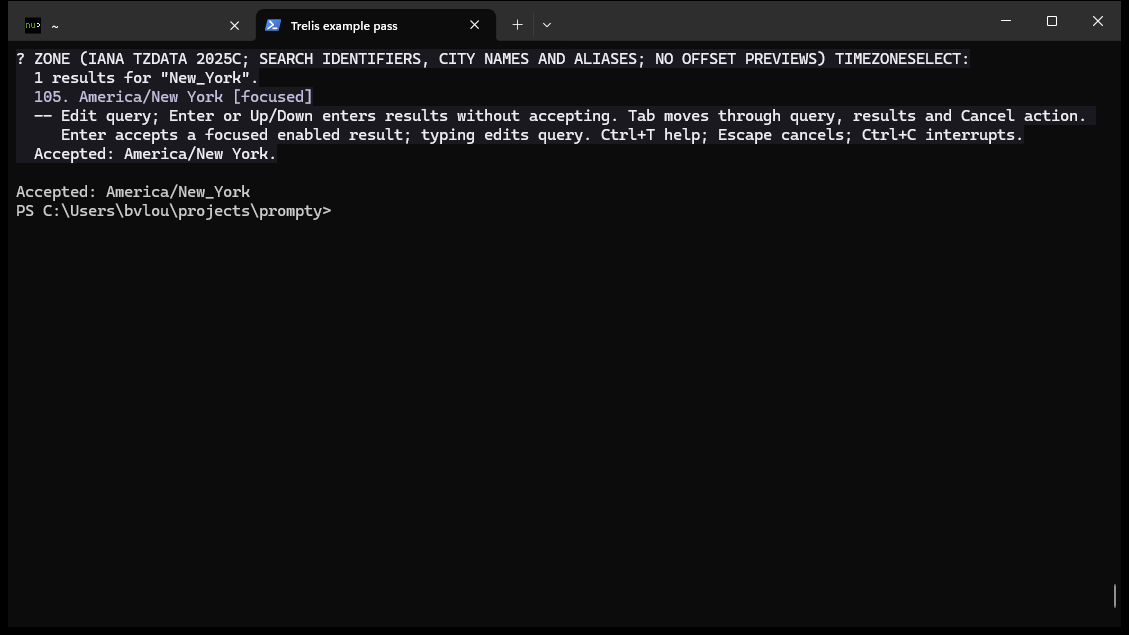 nu> ~
Trelis example pass
? ZONE (IANA TZDATA 2025C; SEARCH IDENTIFIERS, CITY NAMES AND ALIASES; NO OFFSET PREVIEWS) TIMEZONESELECT:
1 results for "New_York".
105. America/New York [focused]
-- Edit query; Enter or Up/Down enters results without accepting. Tab moves through query, results and Cancel action.
Enter accepts a focused enabled result; typing edits query. Ctrl+T help; Escape cancels; Ctrl+C interrupts.
Accepted: America/New York.
Accepted: America/New_York
PS C:\Users\bvlou\projects\prompty>